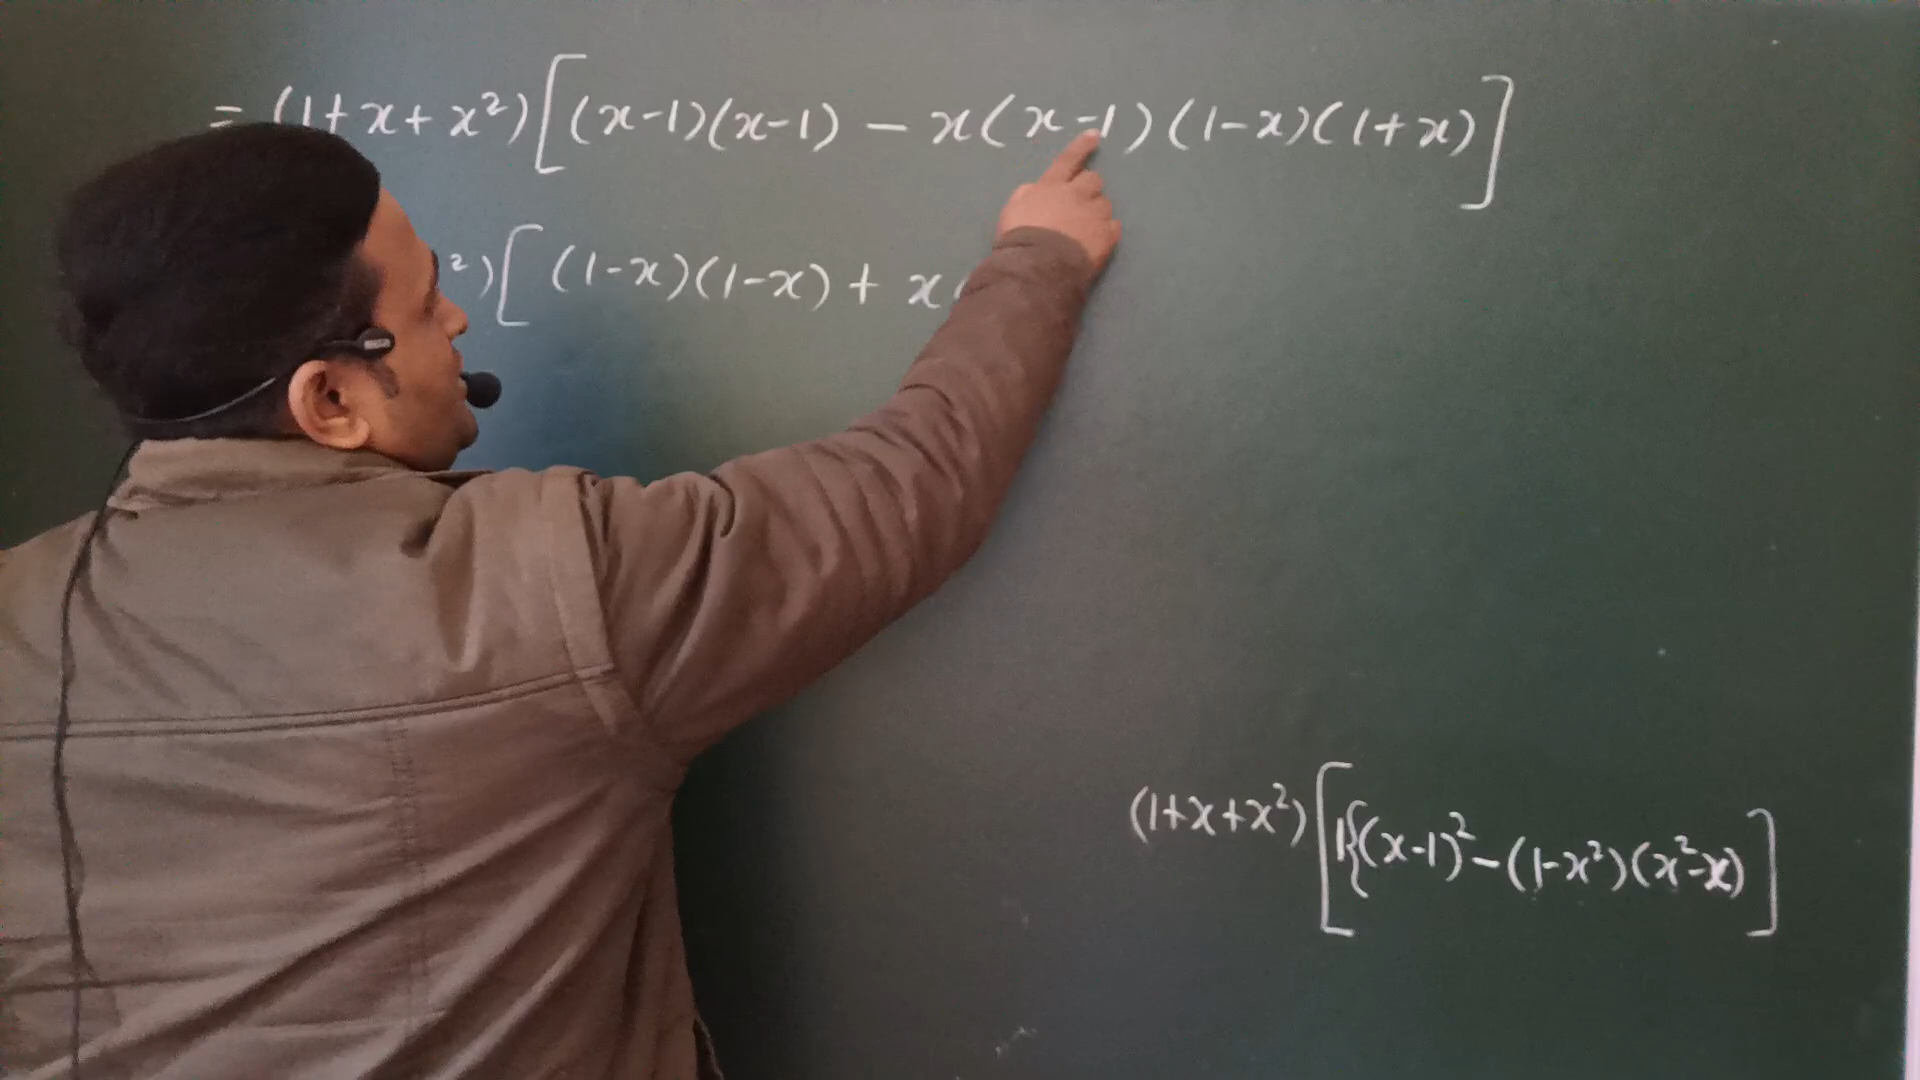 = (1+x+x²)[(x-1)(x-1) - x(x-1)(1-x)(1+x)]
²)[(1-x)(1-x) + x(
(1+x+x²)[1{(x-1)² - (1-x²)(x²-x)]